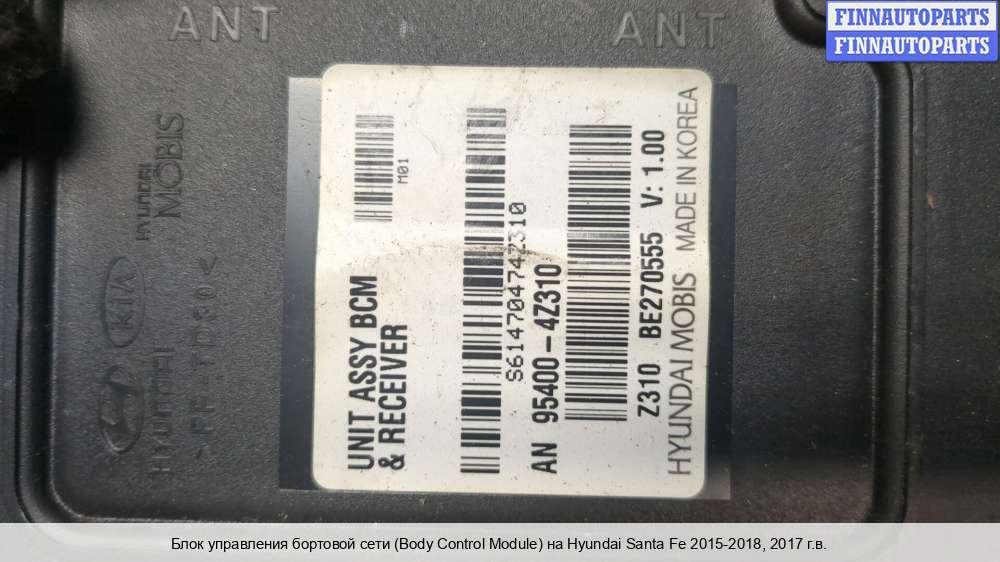 FINNAUTOPARTS
FINNAUTOPARTS
ANT
ANT
HYUNDAI
MOBIS
HYUNDAI
KIA
UNIT ASSY BCM
& RECEIVER
M01
S61470474Z310
AN 95400-4Z310
Z310 BE270555 V: 1.00
HYUNDAI MOBIS MADE IN KOREA
Блок управления бортовой сети (Body Control Module) на Hyundai Santa Fe 2015-2018, 2017 г.в.